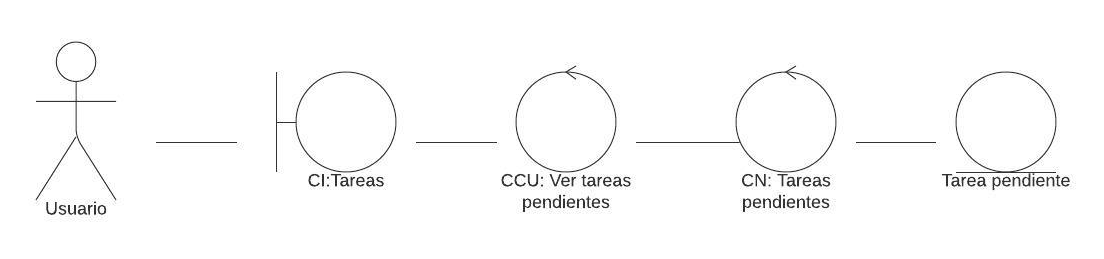 CI:Tareas
CCU: Ver tareas
pendientes
CN: Tareas
pendientes
Tarea pendiente
Usuario